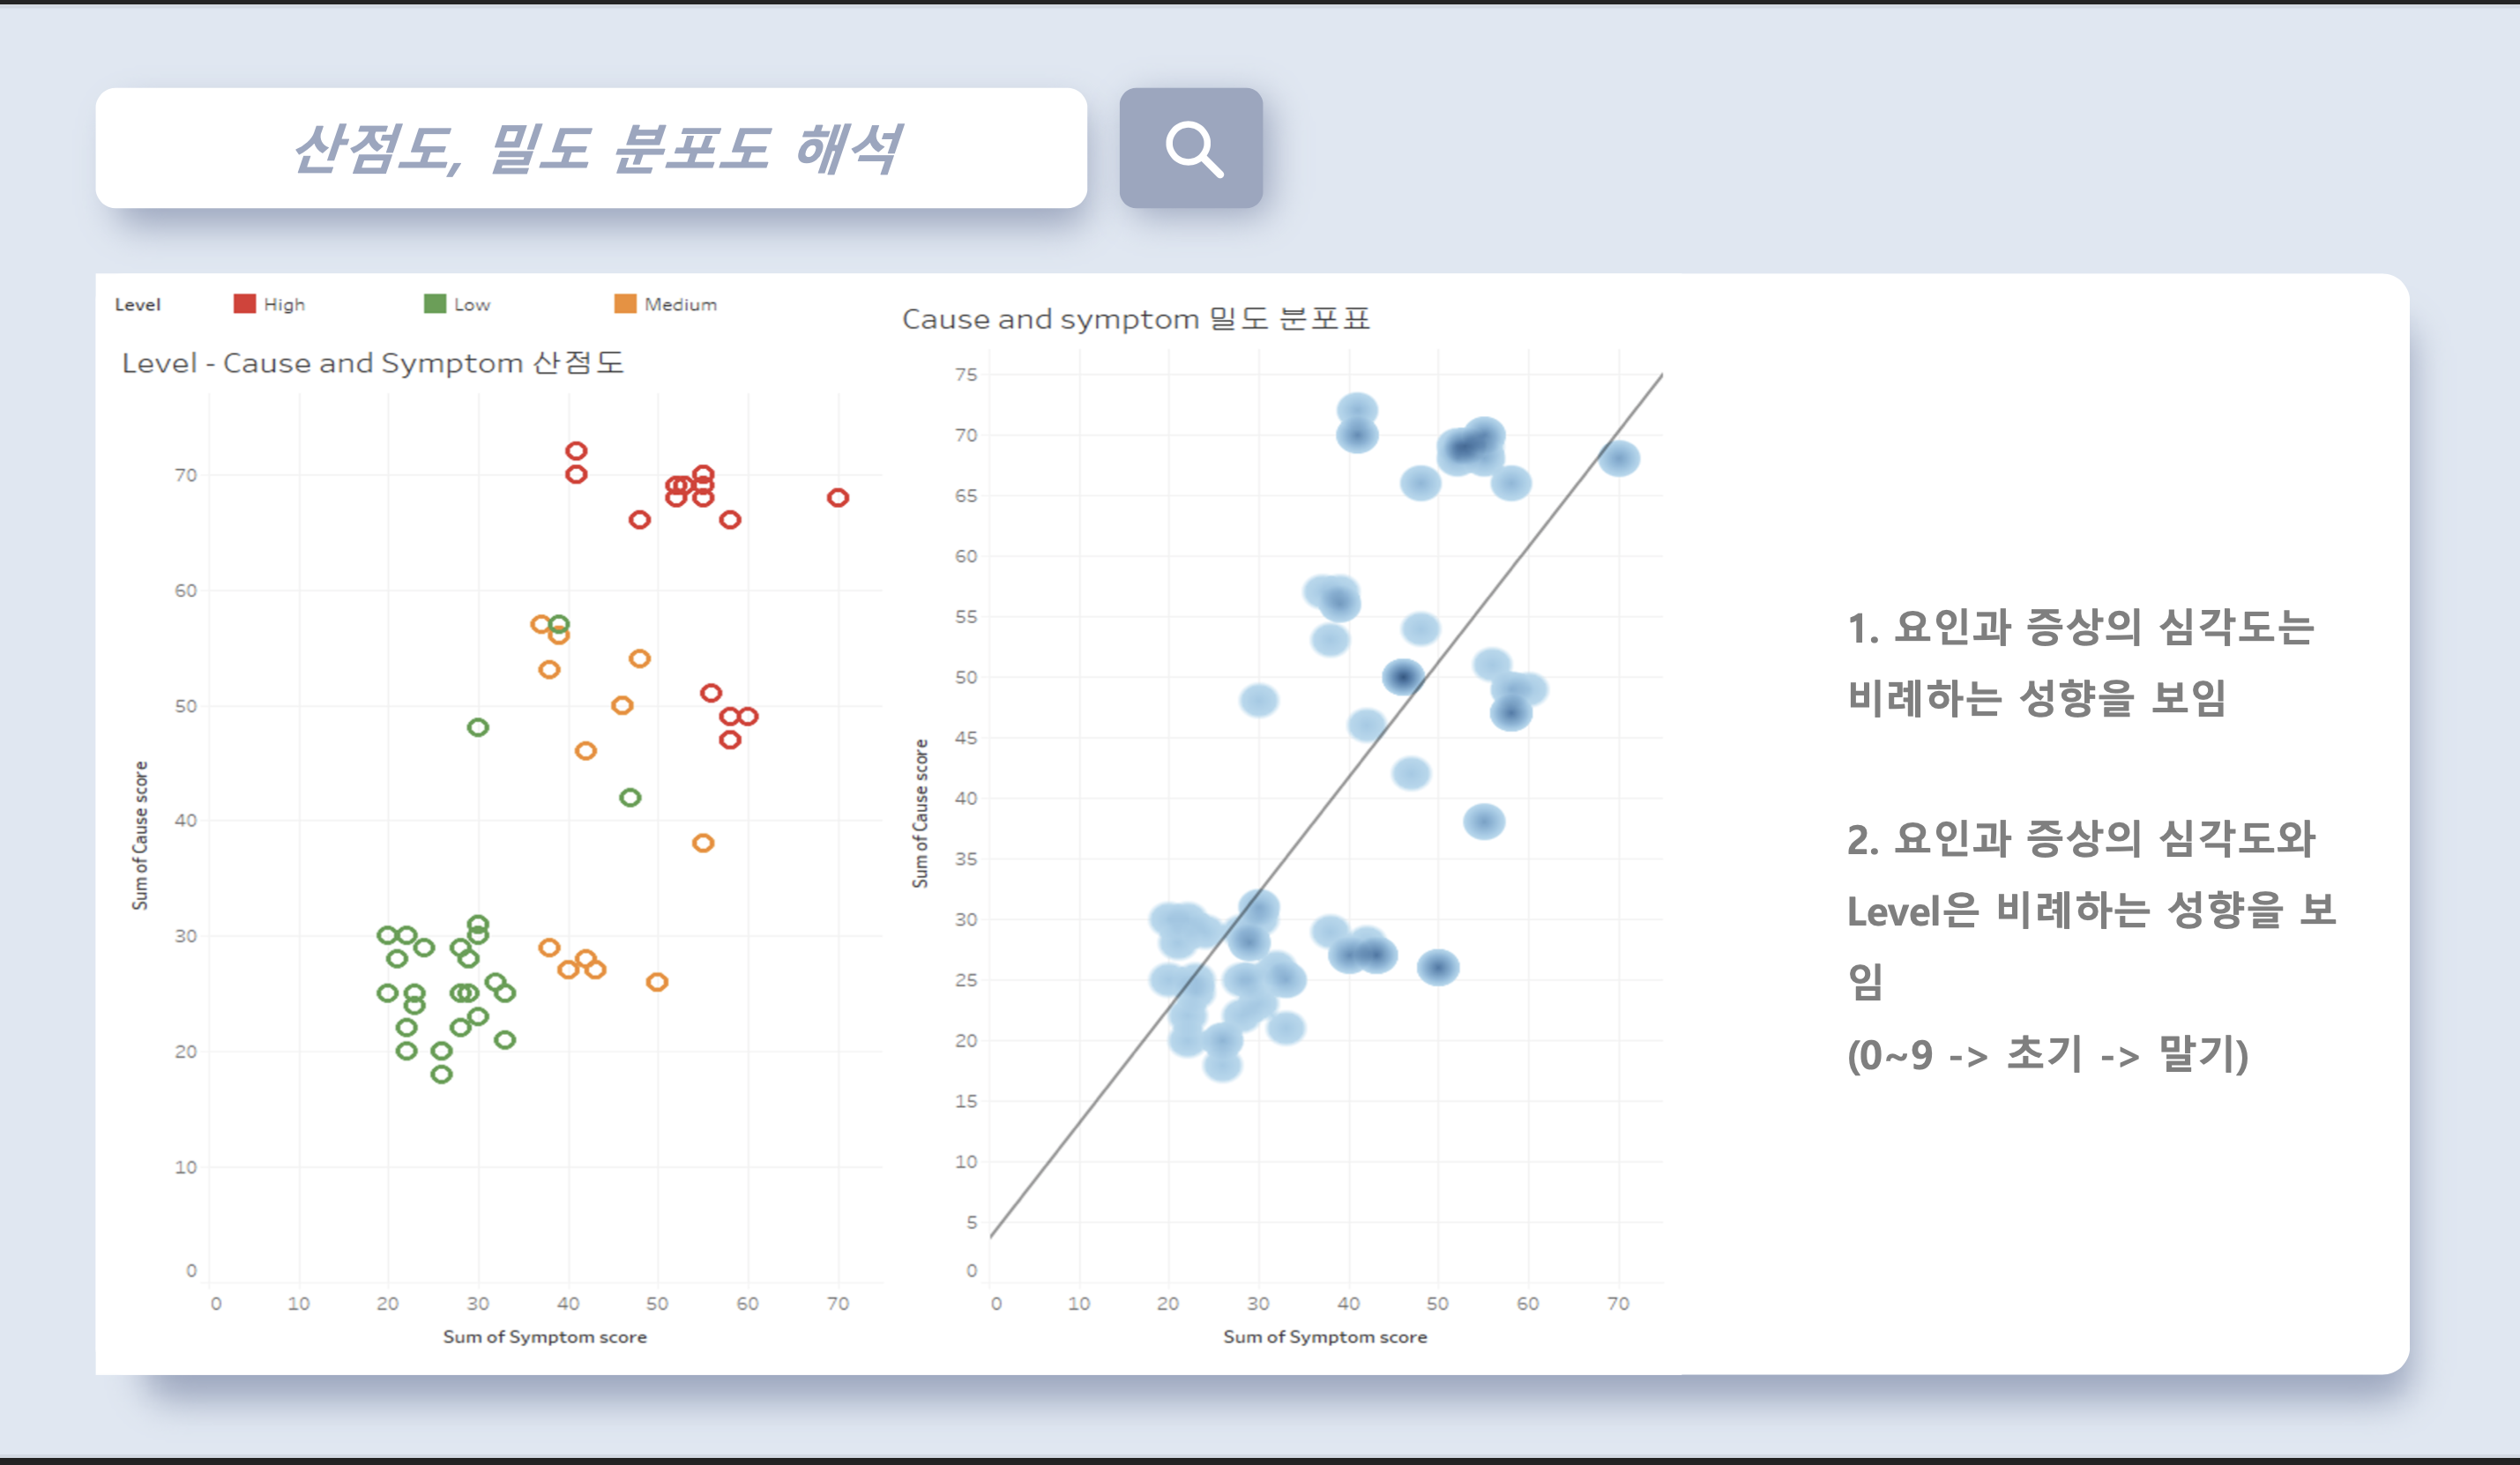 산점도, 밀도 분포도 해석
Level High Low Medium
Level - Cause and Symptom 산점도
70
60
50
40
30
20
10
0
Sum of Cause score
0 10 20 30 40 50 60 70
Sum of Symptom score
Cause and symptom 밀도 분포표
75
70
65
60
55
50
45
40
35
30
25
20
15
10
5
0
Sum of Cause score
0 10 20 30 40 50 60 70
Sum of Symptom score
1. 요인과 증상의 심각도는
비례하는 성향을 보임
2. 요인과 증상의 심각도와
Level은 비례하는 성향을 보
임
(0~9 -> 초기 -> 말기)